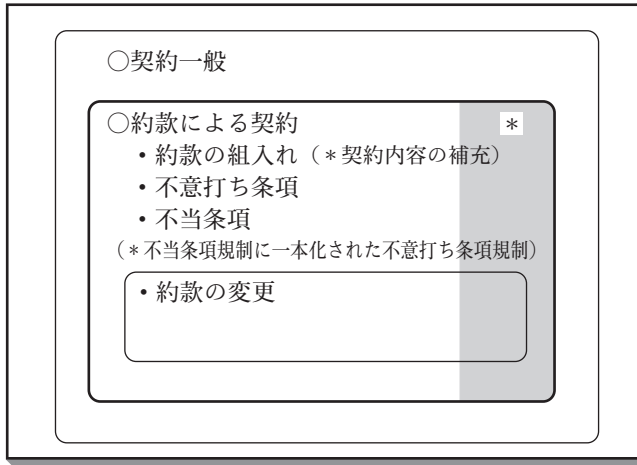 ○契約一般
○約款による契約
＊
・約款の組入れ（＊契約内容の補充）
・不意打ち条項
・不当条項
（＊不当条項規制に一本化された不意打ち条項規制）
・約款の変更